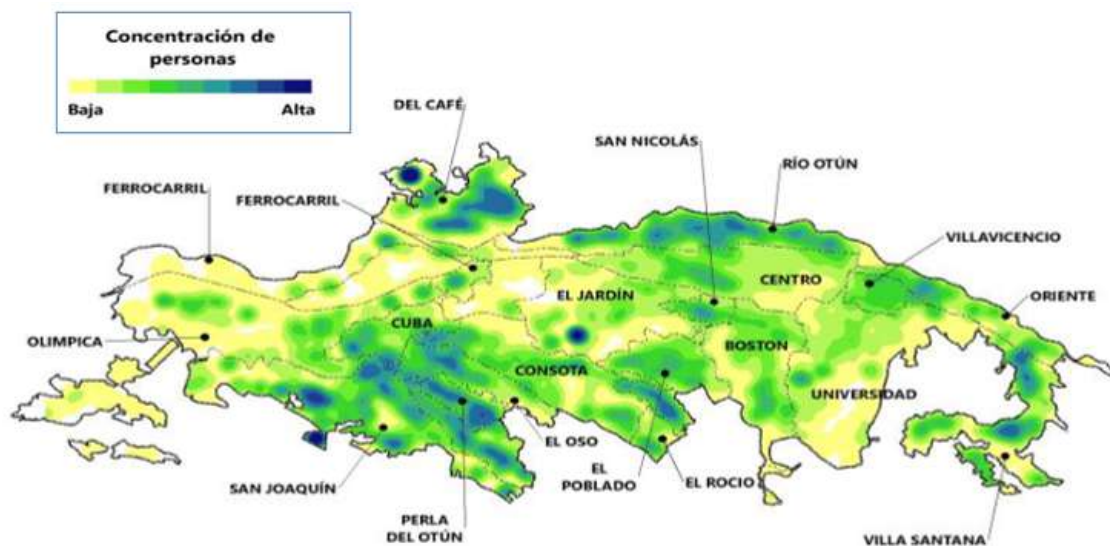 Concentración de
personas
Baja
Alta
DEL CAFÉ
SAN NICOLÁS
RÍO OTÚN
FERROCARRIL
FERROCARRIL
VILLAVICENCIO
CENTRO
EL JARDÍN
ORIENTE
CUBA
OLIMPICA
BOSTON
CONSOTA
UNIVERSIDAD
EL OSO
EL
POBLADO
EL ROCIO
SAN JOAQUÍN
PERLA
DEL OTÚN
VILLA SANTANA